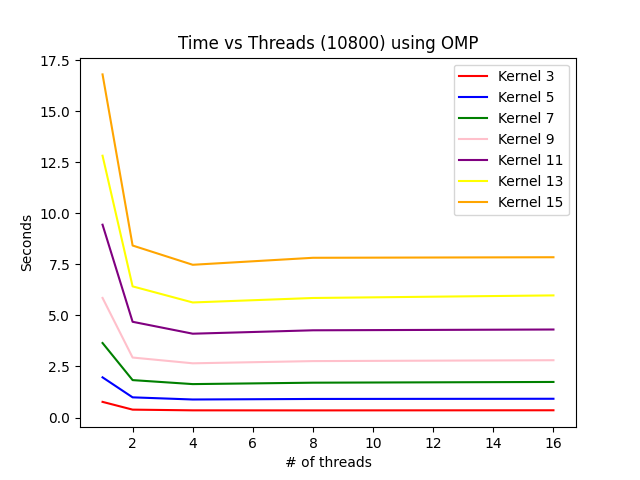 Time vs Threads (10800) using OMP
Seconds
17.5
15.0
12.5
10.0
7.5
5.0
2.5
0.0
Kernel 3
Kernel 5
Kernel 7
Kernel 9
Kernel 11
Kernel 13
Kernel 15
2 4 6 8 10 12 14 16
# of threads